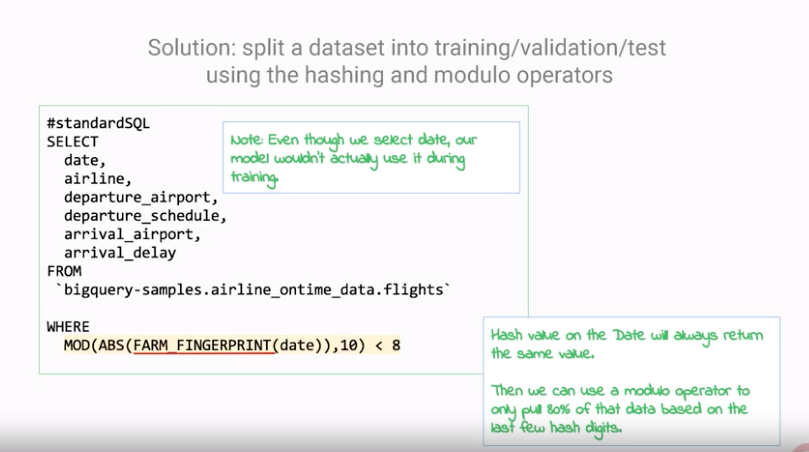 Solution: split a dataset into training/validation/test
using the hashing and modulo operators
#standardSQL
SELECT
date,
airline,
departure_airport,
departure_schedule,
arrival_airport,
arrival_delay
FROM
`bigquery-samples.airline_ontime_data.flights`
WHERE
MOD(ABS(FARM_FINGERPRINT(date)),10) < 8
Note: Even though we select date, our
model wouldn't actually use it during
training.
Hash value on the Date will always return
the same value.
Then we can use a modulo operator to
only pull 80% of that data based on the
last few hash digits.